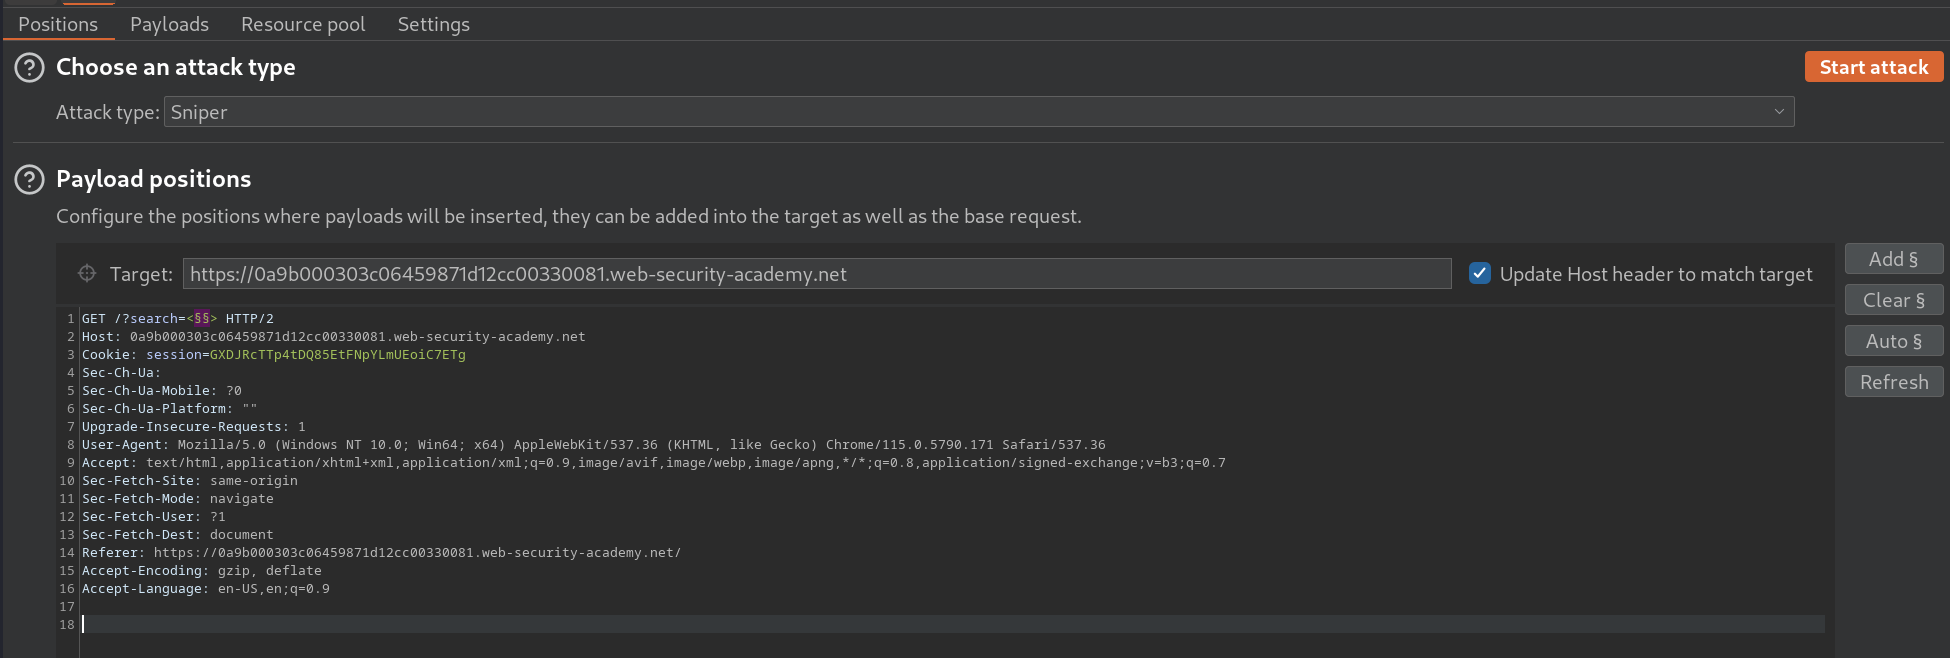 Positions Payloads Resource pool Settings
Choose an attack type
Start attack
Attack type: Sniper
Payload positions
Configure the positions where payloads will be inserted, they can be added into the target as well as the base request.
Target: https://0a9b000303c06459871d12cc00330081.web-security-academy.net
Update Host header to match target
Add §
Clear §
Auto §
Refresh
1 GET /?search=<§§> HTTP/2
2 Host: 0a9b000303c06459871d12cc00330081.web-security-academy.net
3 Cookie: session=GXDJRcTTp4tDQ85EtFNpYLmUEoiC7ETg
4 Sec-Ch-Ua:
5 Sec-Ch-Ua-Mobile: ?0
6 Sec-Ch-Ua-Platform: ""
7 Upgrade-Insecure-Requests: 1
8 User-Agent: Mozilla/5.0 (Windows NT 10.0; Win64; x64) AppleWebKit/537.36 (KHTML, like Gecko) Chrome/115.0.5790.171 Safari/537.36
9 Accept: text/html,application/xhtml+xml,application/xml;q=0.9,image/avif,image/webp,image/apng,*/*;q=0.8,application/signed-exchange;v=b3;q=0.7
10 Sec-Fetch-Site: same-origin
11 Sec-Fetch-Mode: navigate
12 Sec-Fetch-User: ?1
13 Sec-Fetch-Dest: document
14 Referer: https://0a9b000303c06459871d12cc00330081.web-security-academy.net/
15 Accept-Encoding: gzip, deflate
16 Accept-Language: en-US,en;q=0.9
17
18